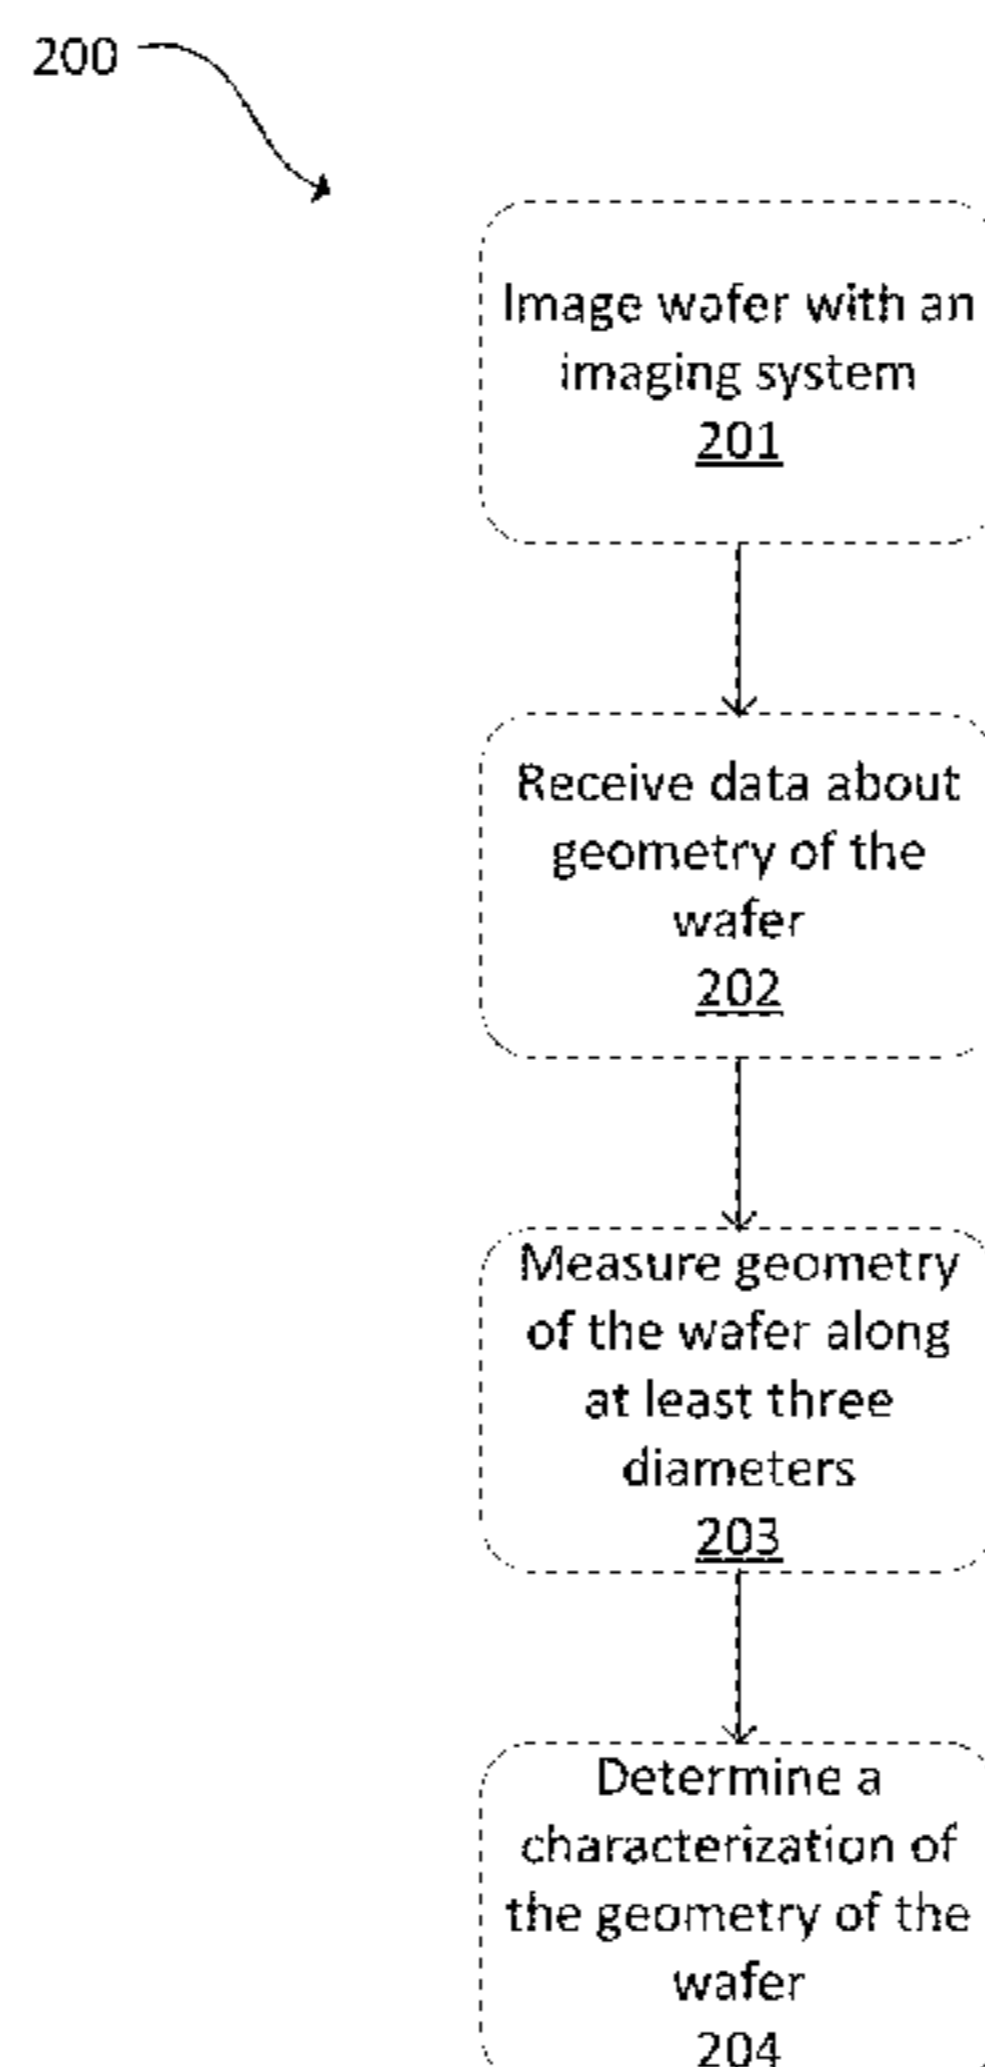 200
Image wafer with an
imaging system
201
Receive data about
geometry of the
wafer
202
Measure geometry
of the wafer along
at least three
diameters
203
Determine a
characterization of
the geometry of the
wafer
204